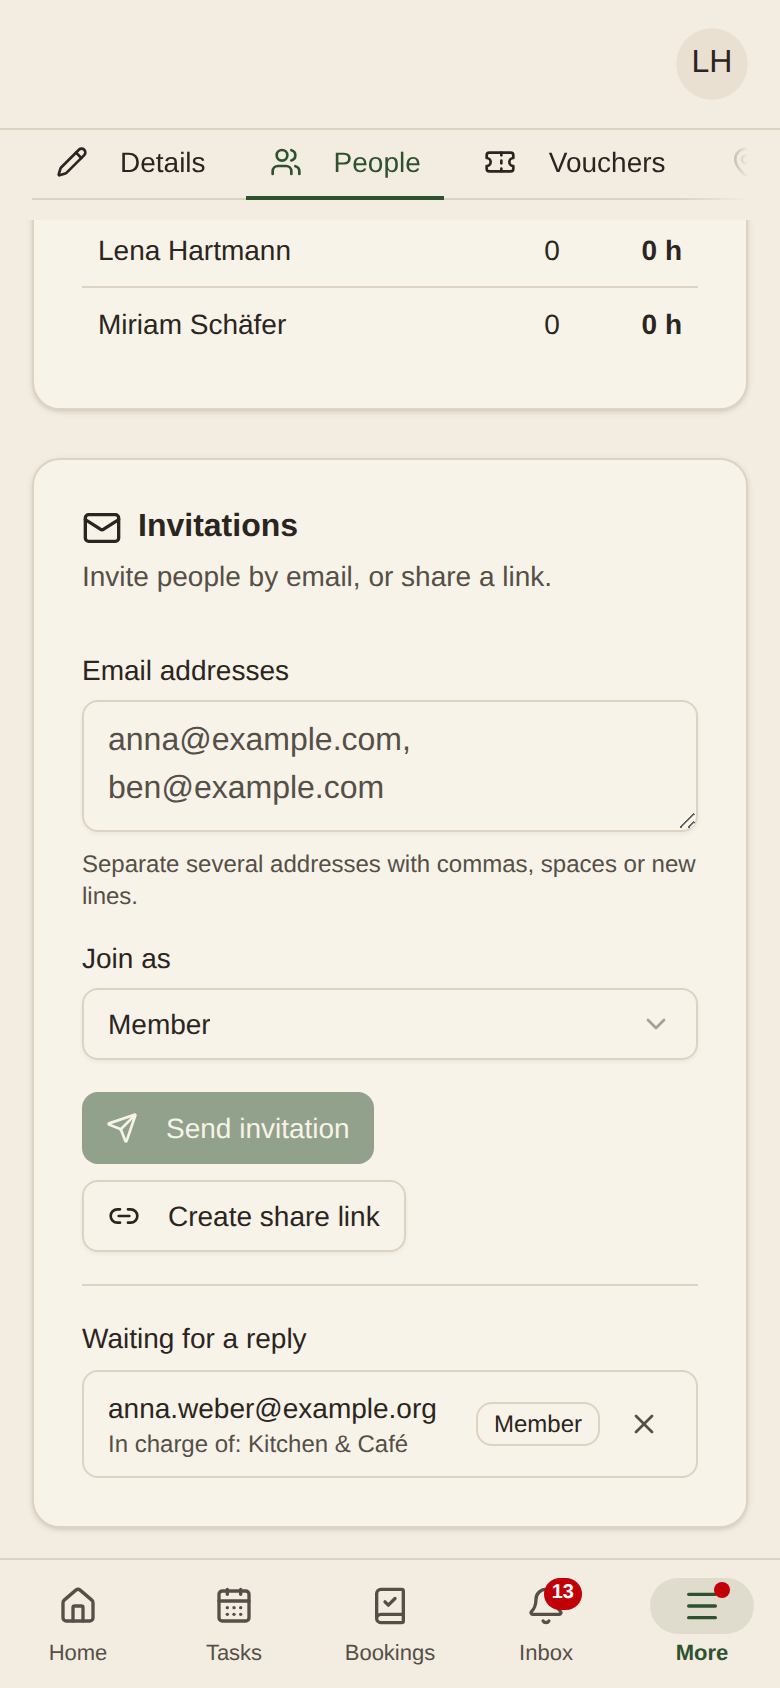 LH
Details People Vouchers
Lena Hartmann 0 0 h
Miriam Schäfer 0 0 h
Invitations
Invite people by email, or share a link.
Email addresses
anna@example.com,
ben@example.com
Separate several addresses with commas, spaces or new
lines.
Join as
Member
Send invitation
Create share link
Waiting for a reply
anna.weber@example.org
In charge of: Kitchen & Café
Member
13
Home Tasks Bookings Inbox More